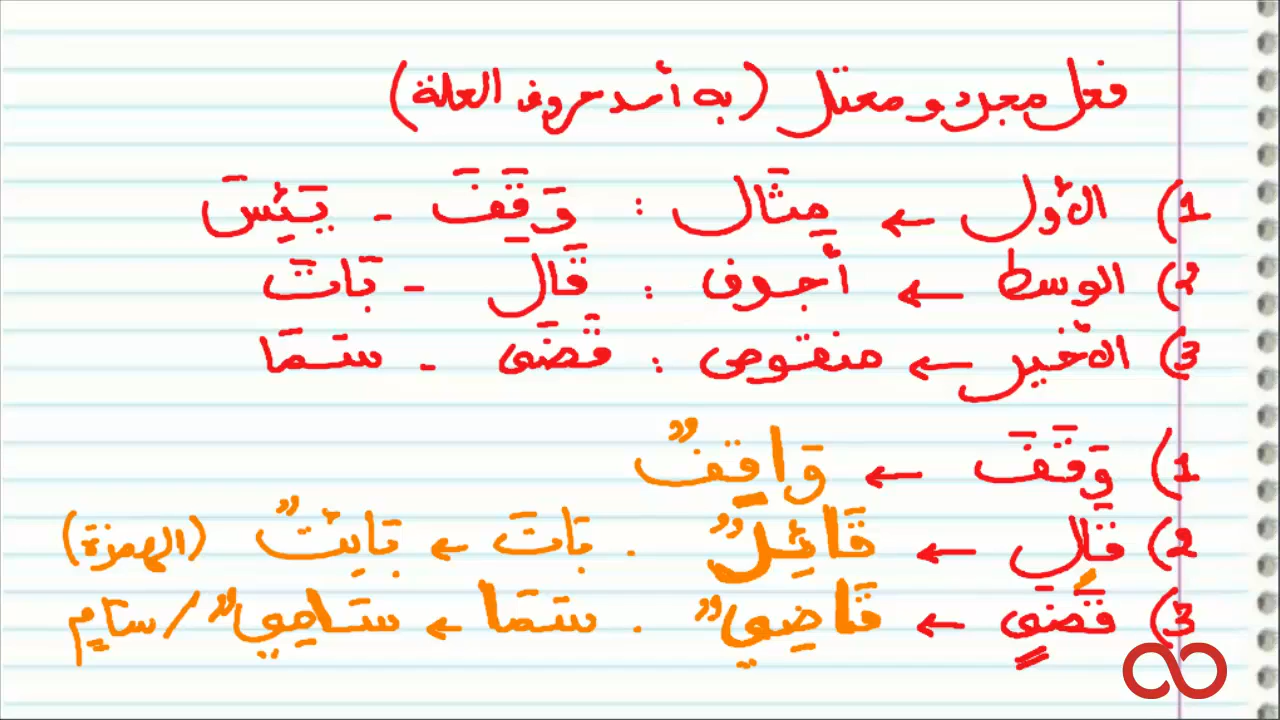 فعل مجرد و معتل (به أحد حروف العلة)
1) الأول ← مِثَال : وَقَفَ - يَئِسَ
2) الوسط ← أجوف : قَالَ - بَاتَ
3) الأخير ← منقوص : قَضَى - سَمَا
1) وَقَفَ ← وَاقِفٌ
2) قَال ← قَائِلٌ . بَاتَ ← بَائِتٌ (الهمزة)
3) قَضَى ← قَاضِيٌ . سَمَا ← سَامِيٌ / سَامٍ